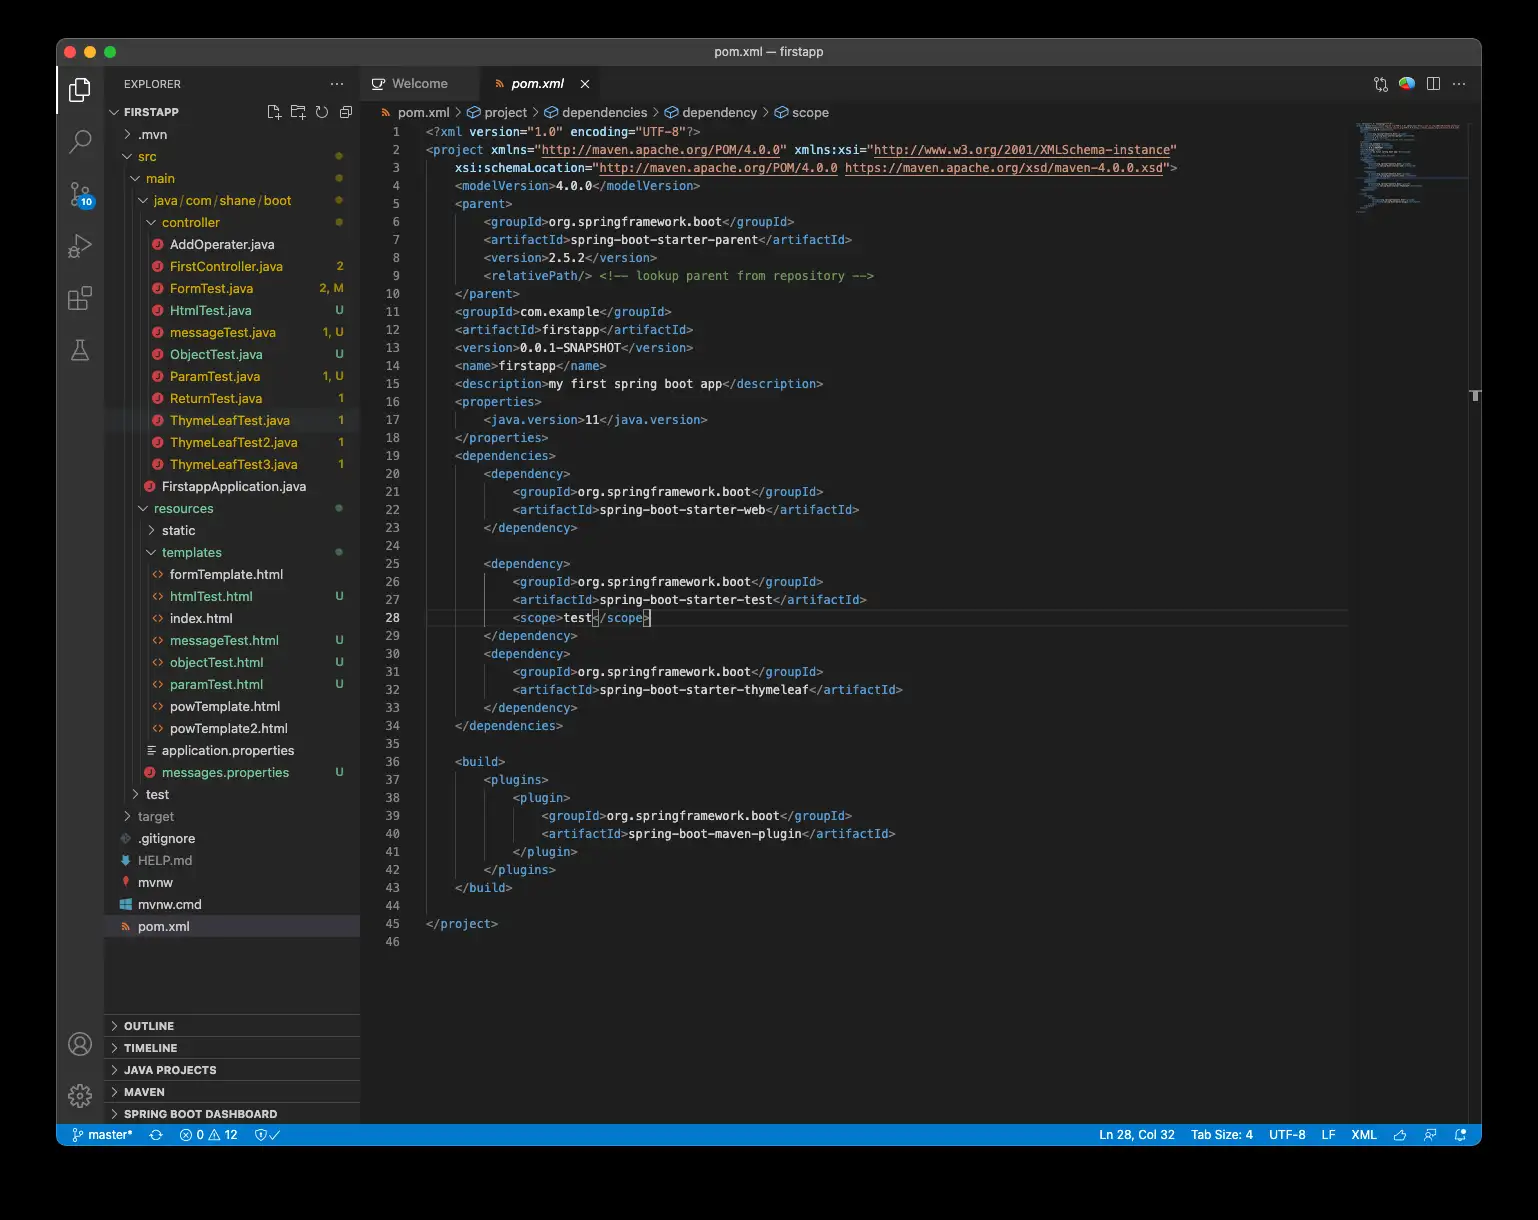 pom.xml — firstapp
EXPLORER
FIRSTAPP
.mvn
src
main
java/com/shane/boot
controller
AddOperater.java
FirstController.java 2
FormTest.java 2, M
HtmlTest.java U
messageTest.java 1, U
ObjectTest.java U
ParamTest.java 1, U
ReturnTest.java 1
ThymeLeafTest.java 1
ThymeLeafTest2.java 1
ThymeLeafTest3.java 1
FirstappApplication.java
resources
static
templates
formTemplate.html
htmlTest.html U
index.html
messageTest.html U
objectTest.html U
paramTest.html U
powTemplate.html
powTemplate2.html
application.properties
messages.properties U
test
target
.gitignore
HELP.md
mvnw
mvnw.cmd
pom.xml
OUTLINE
TIMELINE
JAVA PROJECTS
MAVEN
SPRING BOOT DASHBOARD
10
Welcome pom.xml
pom.xml > project > dependencies > dependency > scope
1 <?xml version="1.0" encoding="UTF-8"?>
2 <project xmlns="http://maven.apache.org/POM/4.0.0" xmlns:xsi="http://www.w3.org/2001/XMLSchema-instance"
3 xsi:schemaLocation="http://maven.apache.org/POM/4.0.0 https://maven.apache.org/xsd/maven-4.0.0.xsd">
4 <modelVersion>4.0.0</modelVersion>
5 <parent>
6 <groupId>org.springframework.boot</groupId>
7 <artifactId>spring-boot-starter-parent</artifactId>
8 <version>2.5.2</version>
9 <relativePath/> <!-- lookup parent from repository -->
10 </parent>
11 <groupId>com.example</groupId>
12 <artifactId>firstapp</artifactId>
13 <version>0.0.1-SNAPSHOT</version>
14 <name>firstapp</name>
15 <description>my first spring boot app</description>
16 <properties>
17 <java.version>11</java.version>
18 </properties>
19 <dependencies>
20 <dependency>
21 <groupId>org.springframework.boot</groupId>
22 <artifactId>spring-boot-starter-web</artifactId>
23 </dependency>
24
25 <dependency>
26 <groupId>org.springframework.boot</groupId>
27 <artifactId>spring-boot-starter-test</artifactId>
28 <scope>test</scope>
29 </dependency>
30 <dependency>
31 <groupId>org.springframework.boot</groupId>
32 <artifactId>spring-boot-starter-thymeleaf</artifactId>
33 </dependency>
34 </dependencies>
35
36 <build>
37 <plugins>
38 <plugin>
39 <groupId>org.springframework.boot</groupId>
40 <artifactId>spring-boot-maven-plugin</artifactId>
41 </plugin>
42 </plugins>
43 </build>
44
45 </project>
46
master* 0 12 Ln 28, Col 32 Tab Size: 4 UTF-8 LF XML